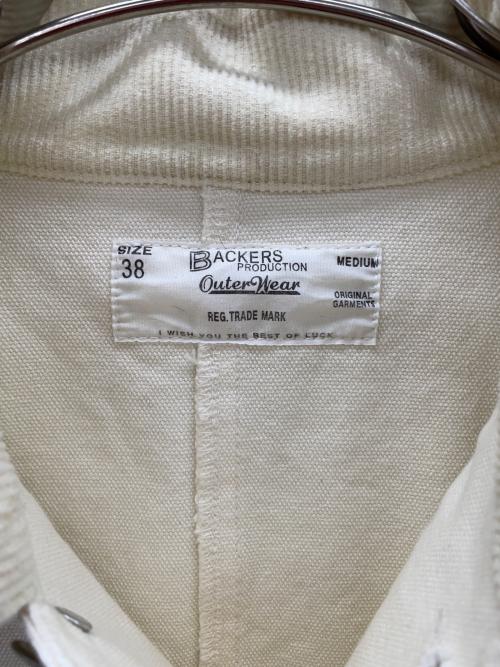 SIZE
38
BACKERS
PRODUCTION
OuterWear
REG. TRADE MARK
MEDIUM
ORIGINAL
GARMENTS
I WISH YOU THE BEST OF LUCK